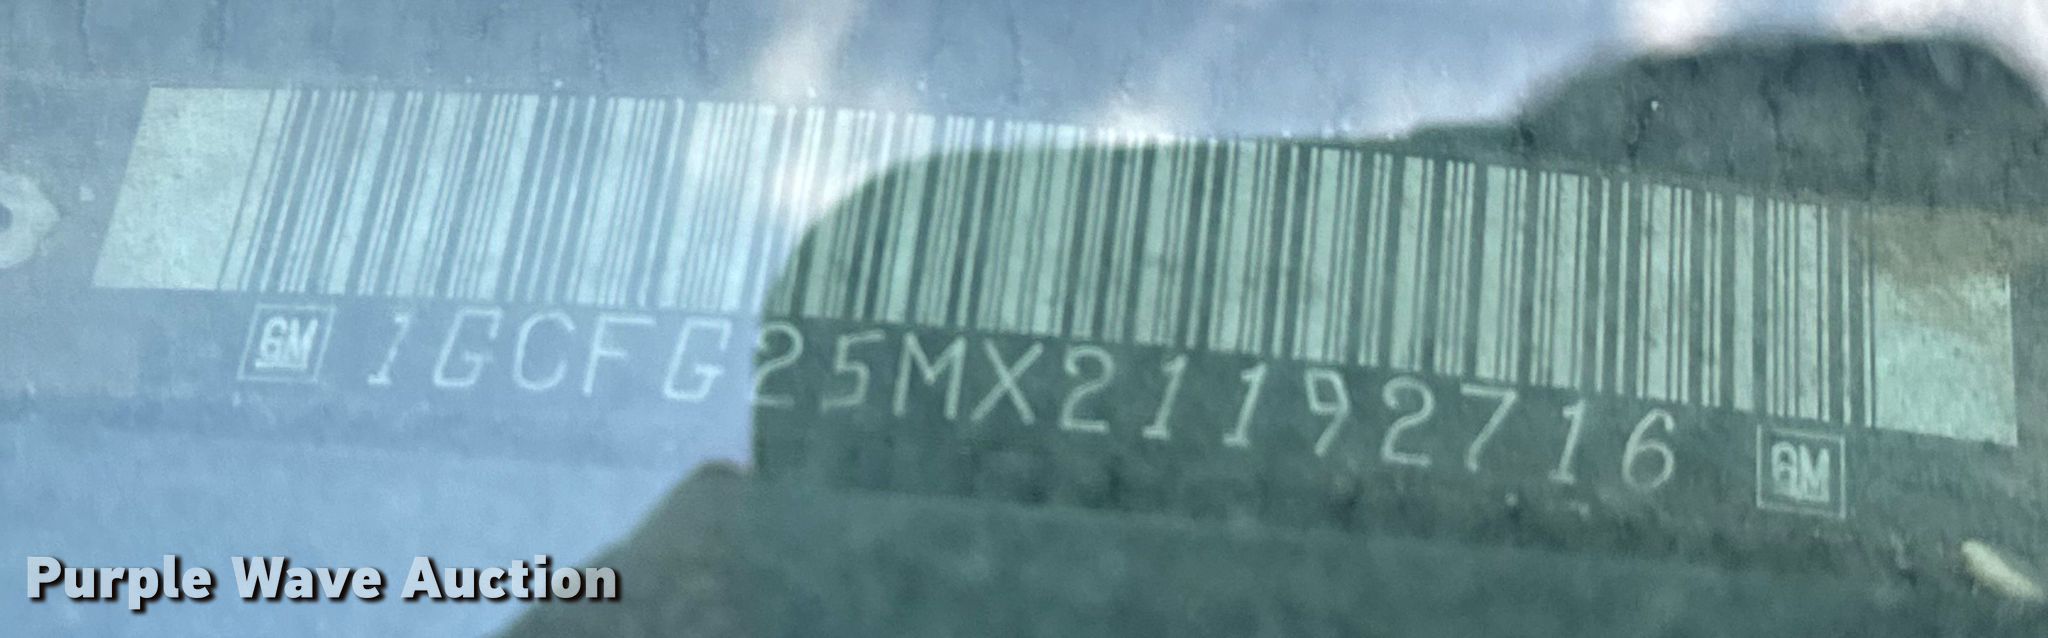 GM 1GCFG25MX21192716 GM
Purple Wave Auction